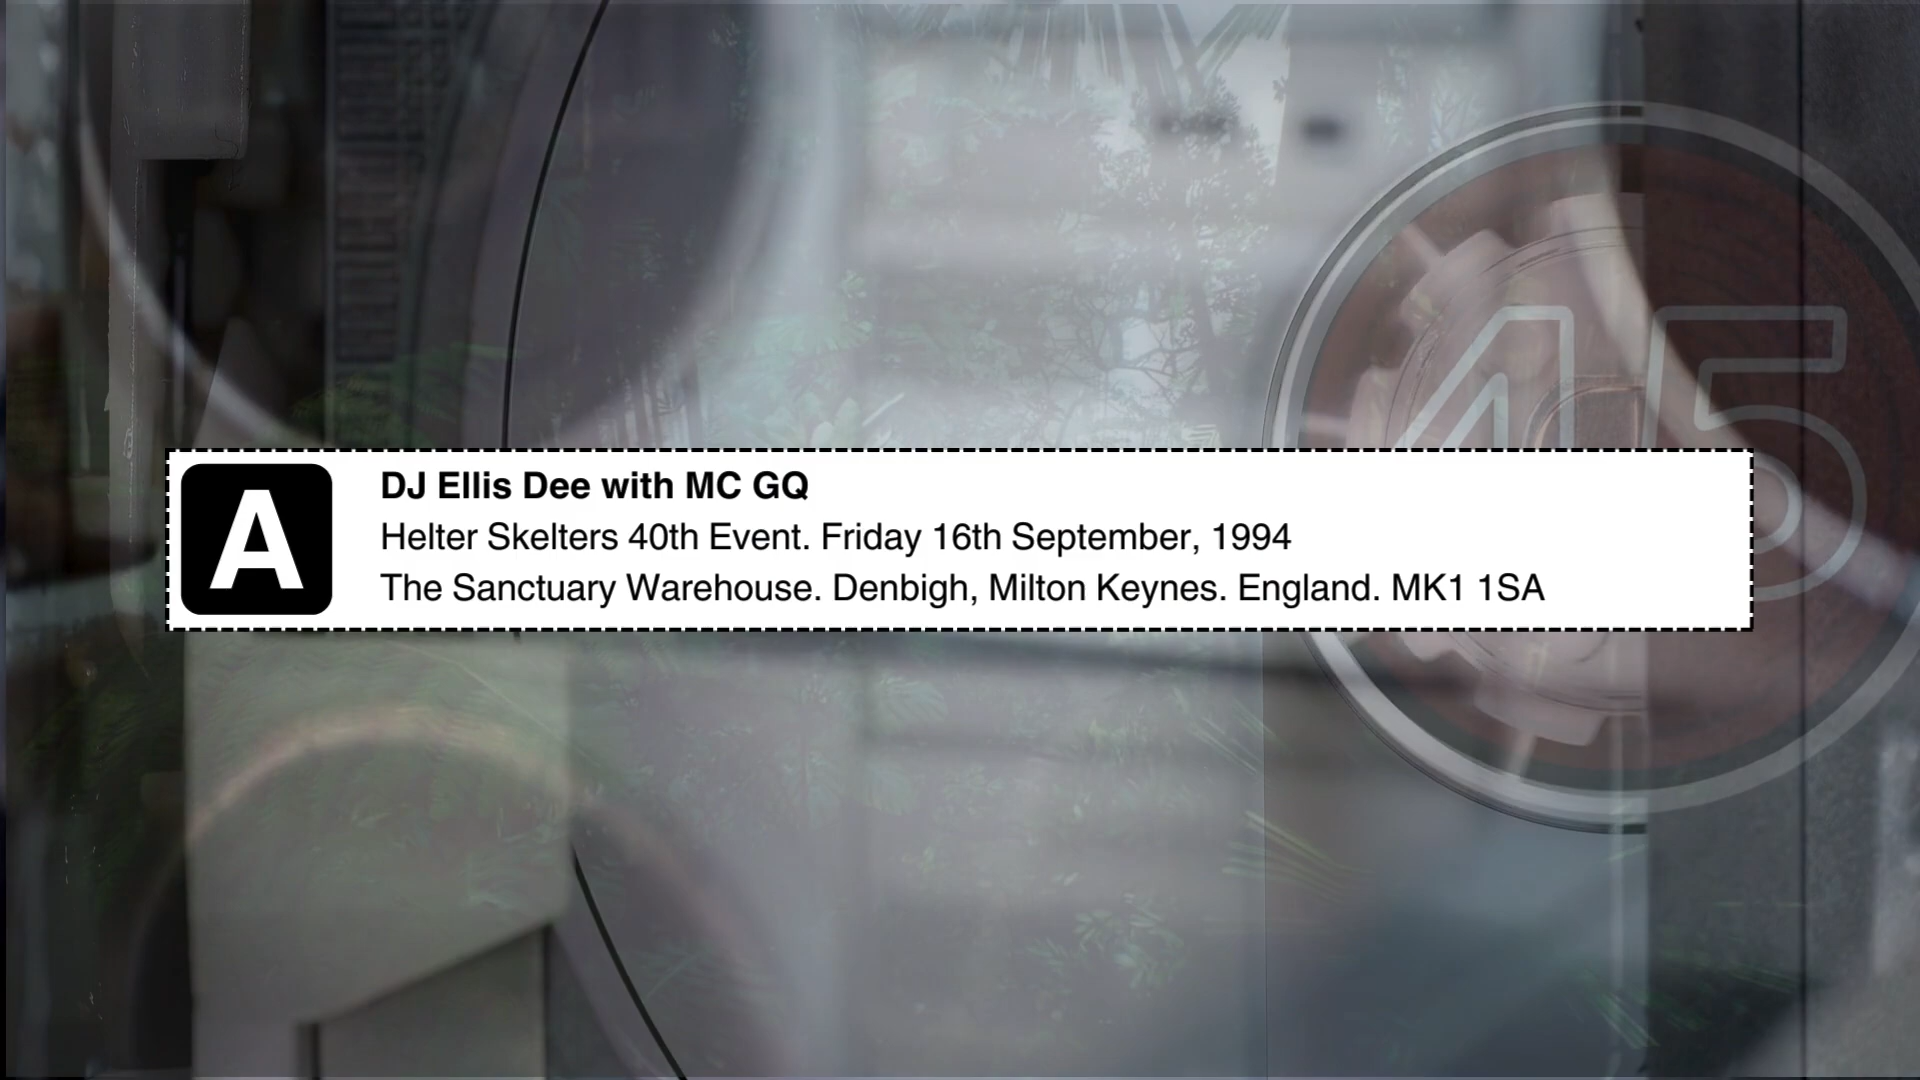 A
DJ Ellis Dee with MC GQ
Helter Skelters 40th Event. Friday 16th September, 1994
The Sanctuary Warehouse. Denbigh, Milton Keynes. England. MK1 1SA
45